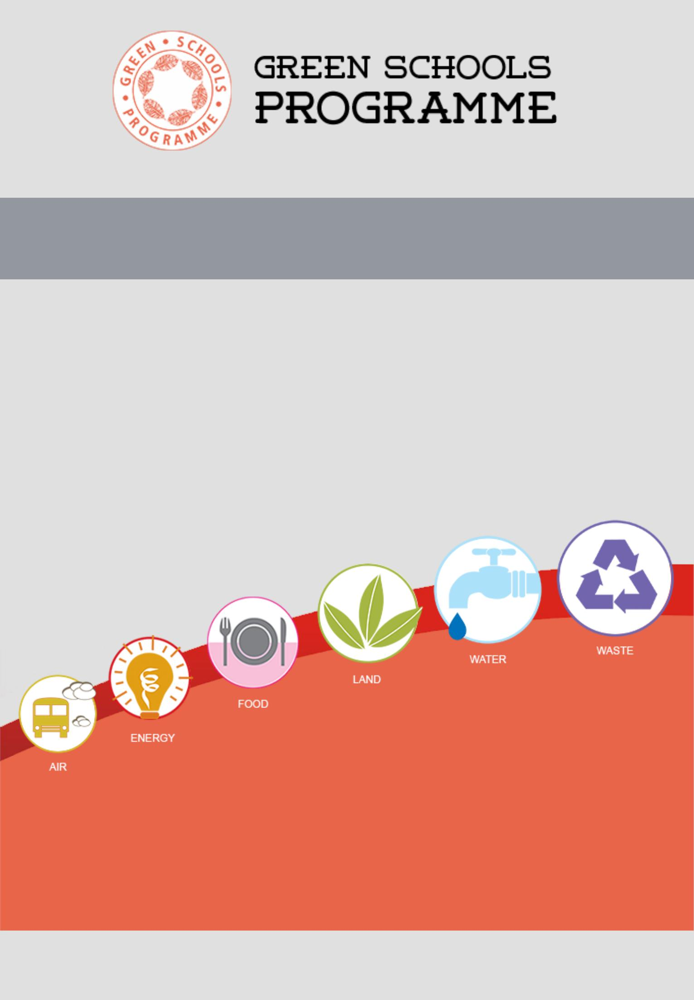 GREEN • SCHOOLS • PROGRAMME •
GREEN SCHOOLS
PROGRAMME
AIR
ENERGY
FOOD
LAND
WATER
WASTE